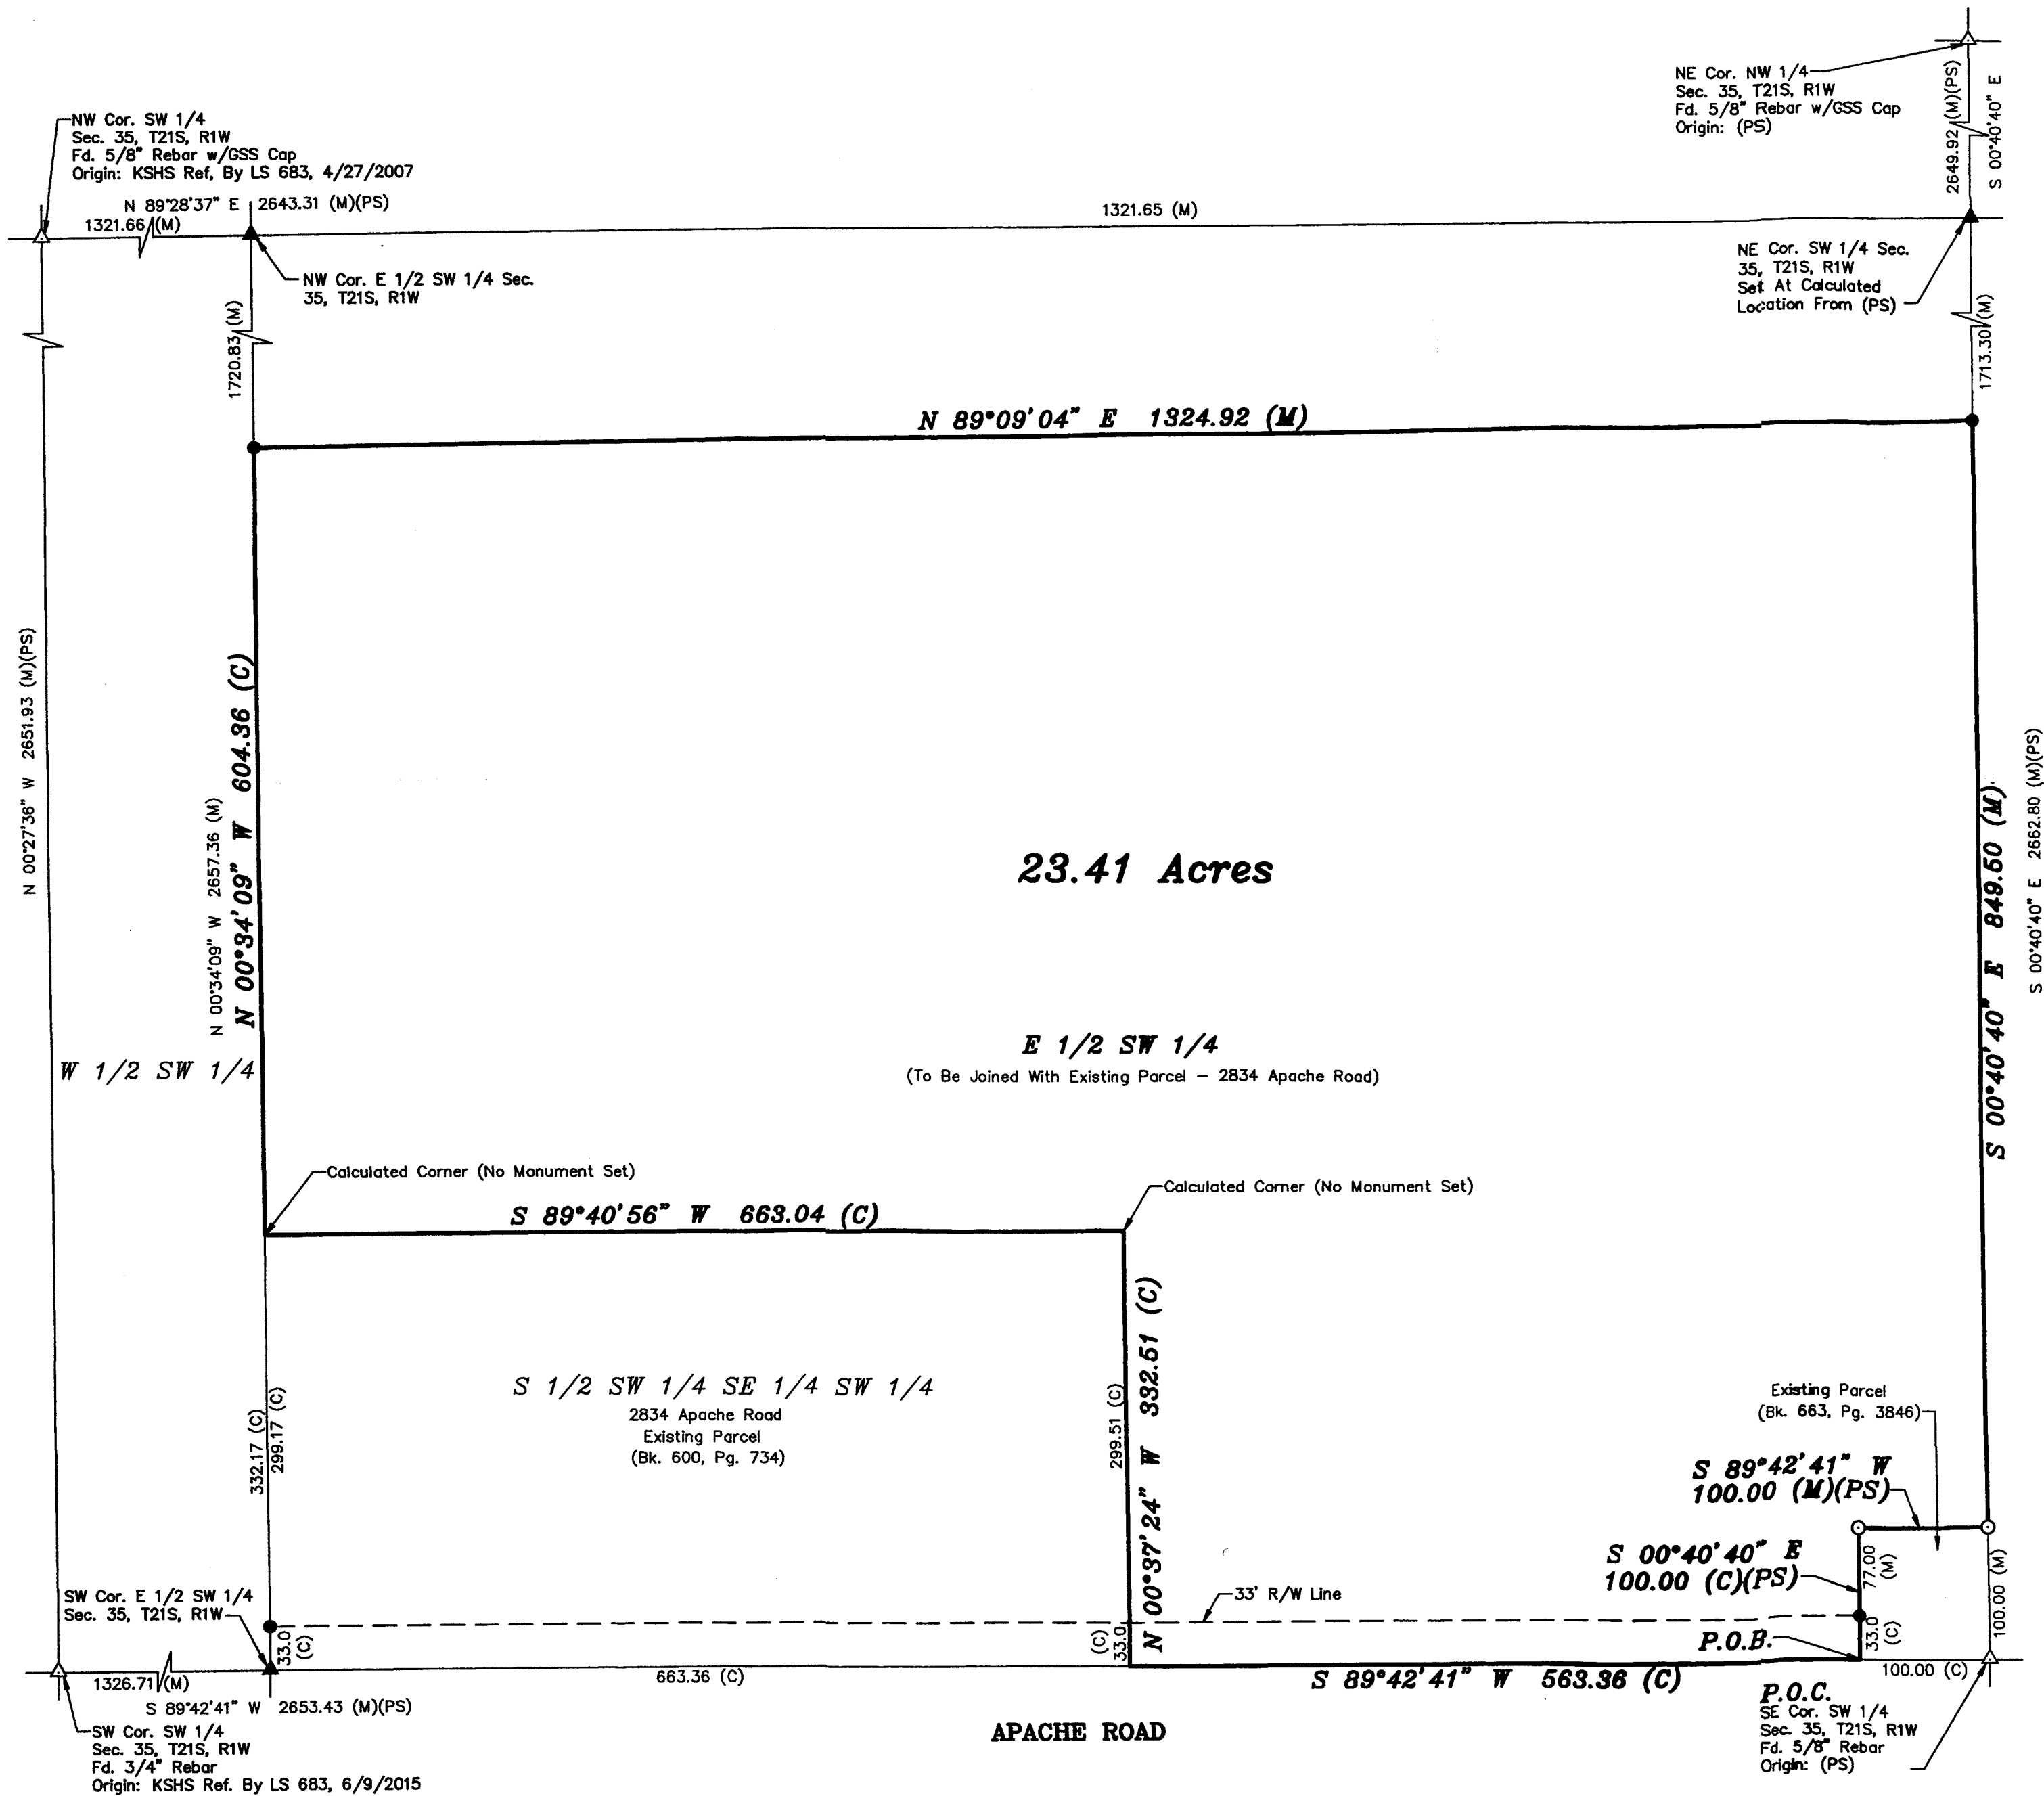 NE Cor. NW 1/4
Sec. 35, T21S, R1W
Fd. 5/8" Rebar w/GSS Cap
Origin: (PS)
2649.92 (M)(PS)
S 00°40'40" E
NW Cor. SW 1/4
Sec. 35, T21S, R1W
Fd. 5/8" Rebar w/GSS Cap
Origin: KSHS Ref, By LS 683, 4/27/2007
N 89°28'37" E 2643.31 (M)(PS)
1321.66 (M)
1321.65 (M)
NW Cor. E 1/2 SW 1/4 Sec.
35, T21S, R1W
NE Cor. SW 1/4 Sec.
35, T21S, R1W
Set At Calculated
Location From (PS)
1720.83 (M)
1713.30 (M)
N 89°09'04" E 1324.92 (M)
N 00°27'36" W 2651.93 (M)(PS)
N 00°34'09" W 2657.36 (M)
N 00°34'09" W 604.36 (C)
23.41 Acres
S 00°40'40" E 849.50 (M)
S 00°40'40" E 2662.80 (M)(PS)
W 1/2 SW 1/4
E 1/2 SW 1/4
(To Be Joined With Existing Parcel - 2834 Apache Road)
Calculated Corner (No Monument Set)
Calculated Corner (No Monument Set)
S 89°40'56" W 663.04 (C)
N 00°37'24" W 332.51 (C)
S 1/2 SW 1/4 SE 1/4 SW 1/4
2834 Apache Road
Existing Parcel
(Bk. 600, Pg. 734)
332.17 (C)
299.17 (C)
299.51 (C)
Existing Parcel
(Bk. 663, Pg. 3846)
S 89°42'41" W
100.00 (M)(PS)
S 00°40'40" E
100.00 (C)(PS)
77.00
(M)
100.00 (M)
SW Cor. E 1/2 SW 1/4
Sec. 35, T21S, R1W
33' R/W Line
33.0
(C)
(C)
33.0
33.0
(C)
P.O.B.
1326.71 (M)
663.36 (C)
S 89°42'41" W 563.36 (C)
100.00 (C)
S 89°42'41" W 2653.43 (M)(PS)
SW Cor. SW 1/4
Sec. 35, T21S, R1W
Fd. 3/4" Rebar
Origin: KSHS Ref. By LS 683, 6/9/2015
APACHE ROAD
P.O.C.
SE Cor. SW 1/4
Sec. 35, T21S, R1W
Fd. 5/8" Rebar
Origin: (PS)